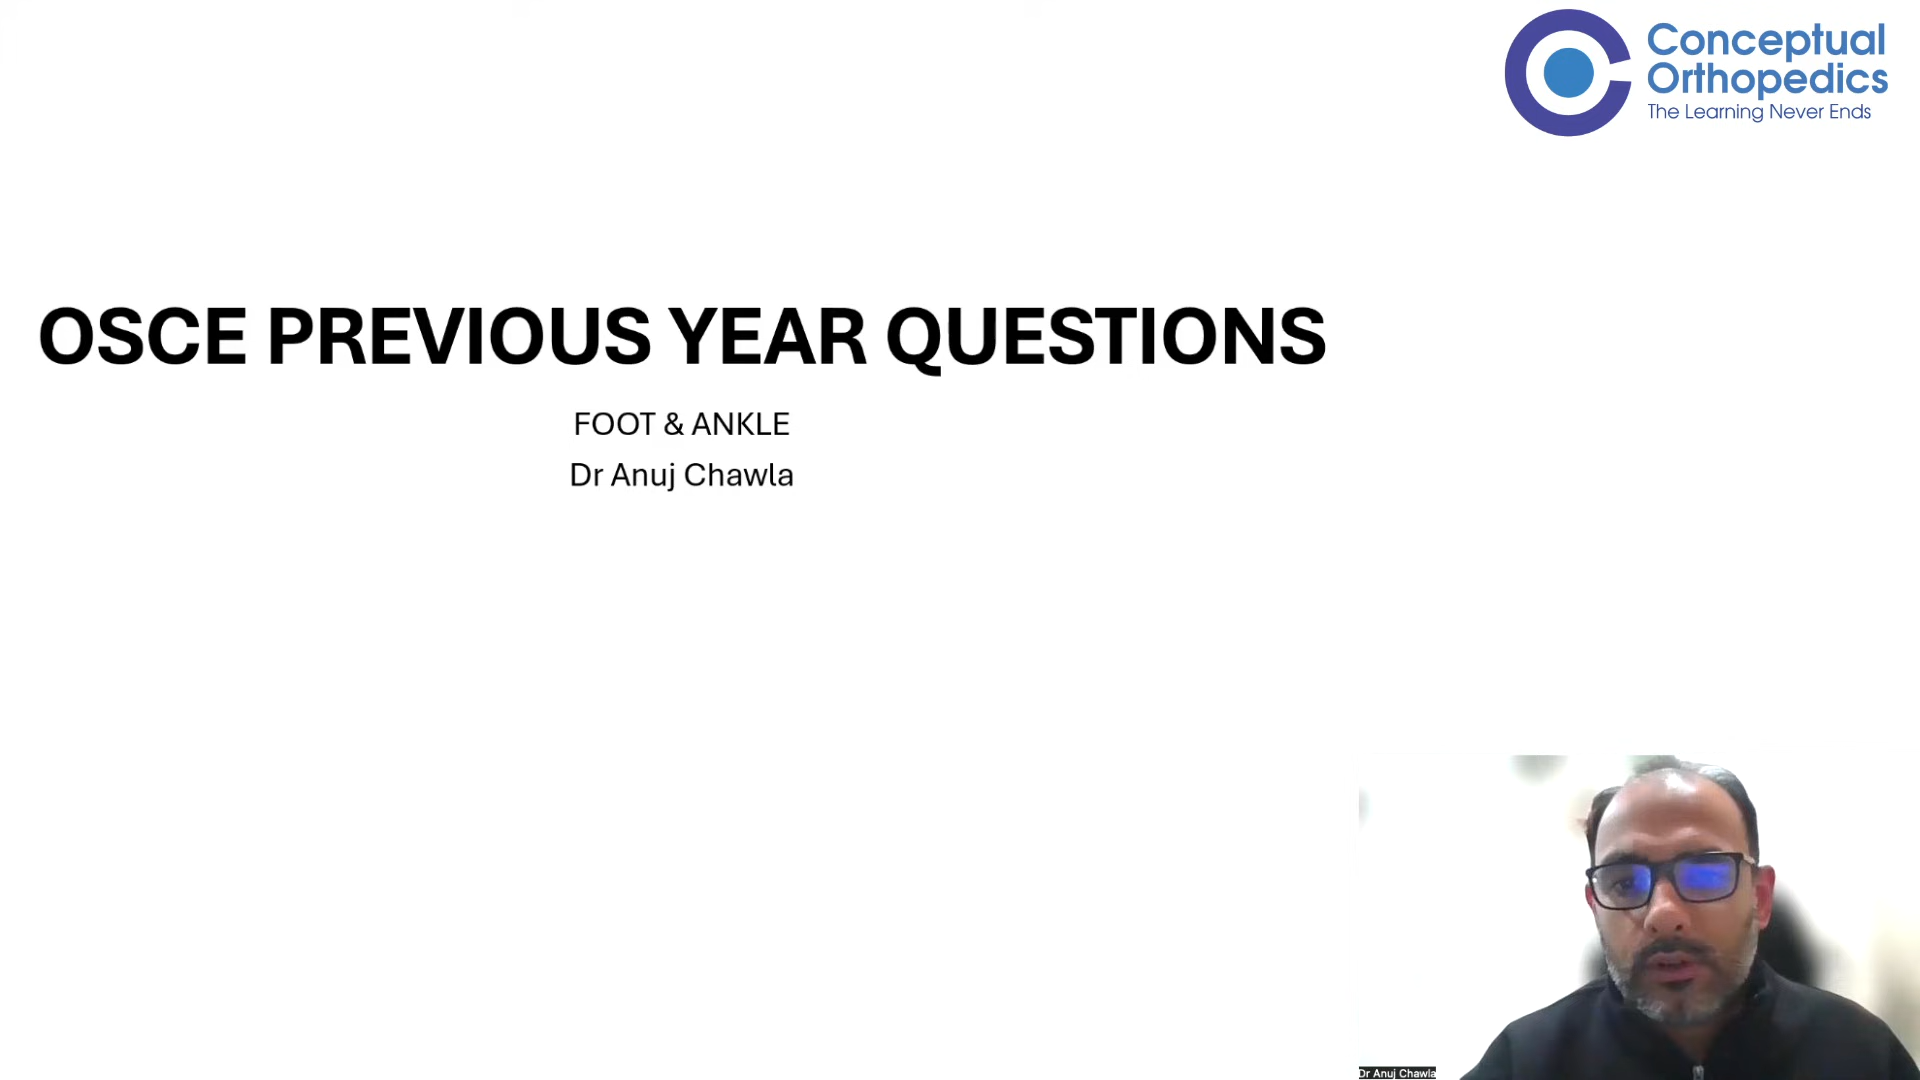 Conceptual
Orthopedics
The Learning Never Ends
OSCE PREVIOUS YEAR QUESTIONS
FOOT & ANKLE
Dr Anuj Chawla
Dr Anuj Chawla